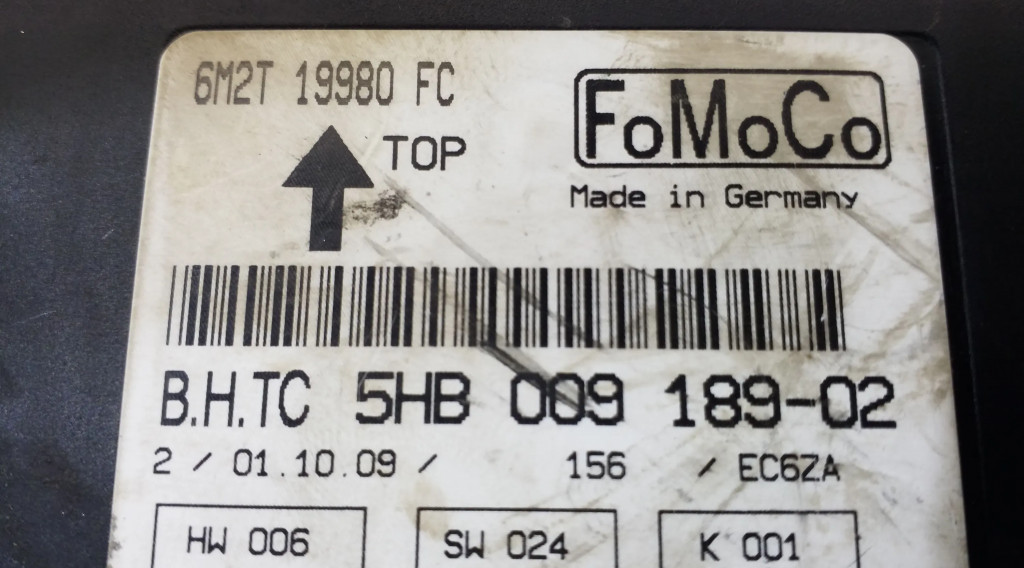 6M2T 19980 FC
FoMoCo
TOP
Made in Germany
B.H.TC 5HB 009 189-02
2 / 01.10.09 / 156 / EC6ZA
HW 006 SW 024 K 001